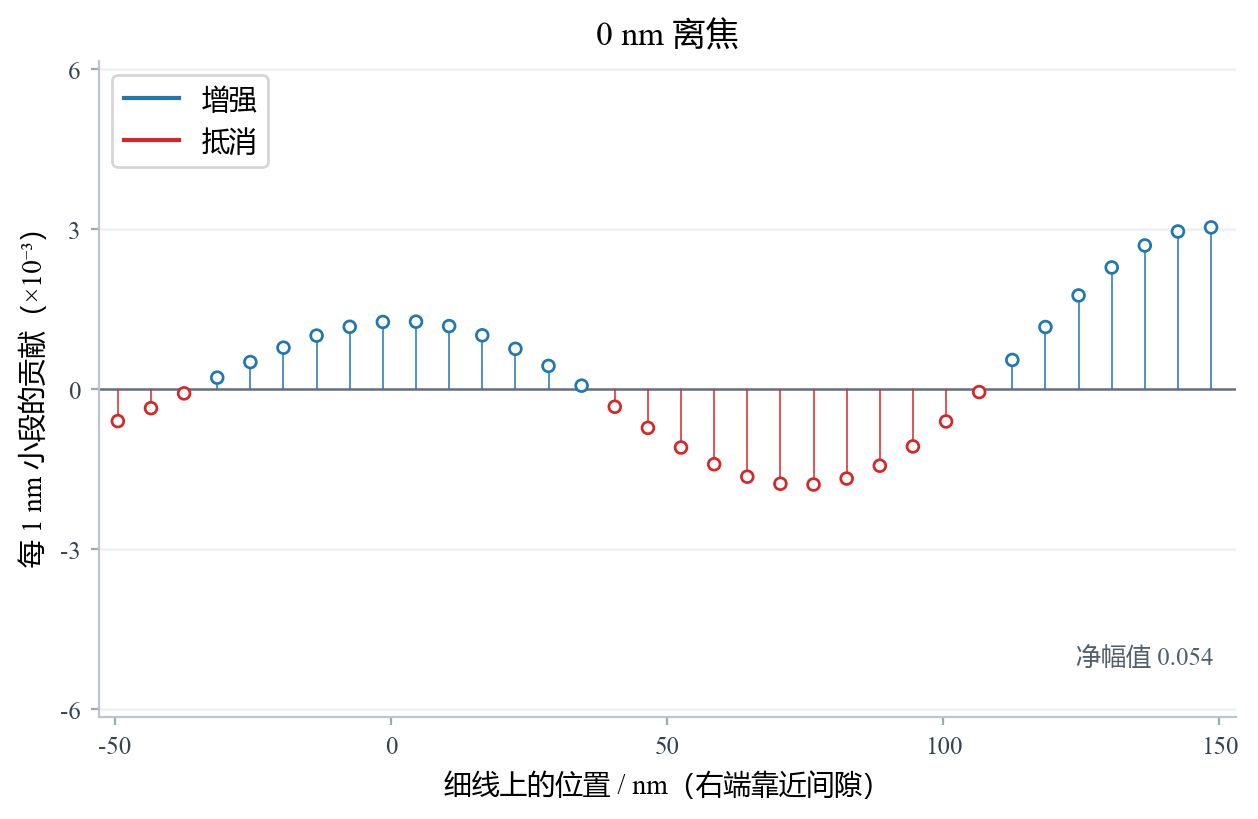 0 nm 离焦
增强
抵消
6
3
0
-3
-6
每 1 nm 小段的贡献（×10⁻³）
净幅值 0.054
-50
0
50
100
150
细线上的位置 / nm（右端靠近间隙）